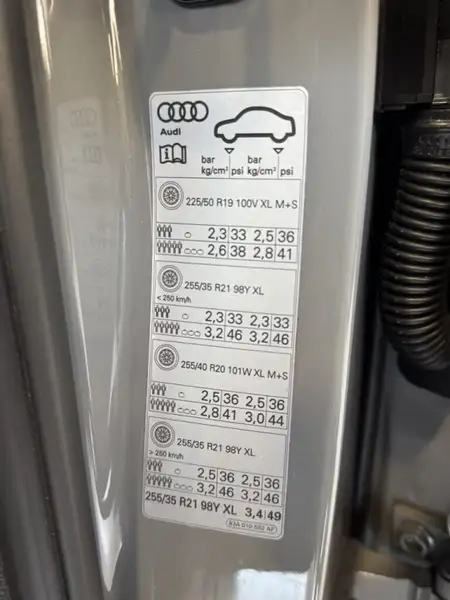 Audi
bar psi bar psi
kg/cm² kg/cm²
225/50 R19 100V XL M+S
2,3 33 2,5 36
2,6 38 2,8 41
255/35 R21 98Y XL
< 250 km/h
2,3 33 2,3 33
3,2 46 3,2 46
255/40 R20 101W XL M+S
2,5 36 2,5 36
2,8 41 3,0 44
255/35 R21 98Y XL
> 250 km/h
2,5 36 2,5 36
3,2 46 3,2 46
255/35 R21 98Y XL 3,4 49